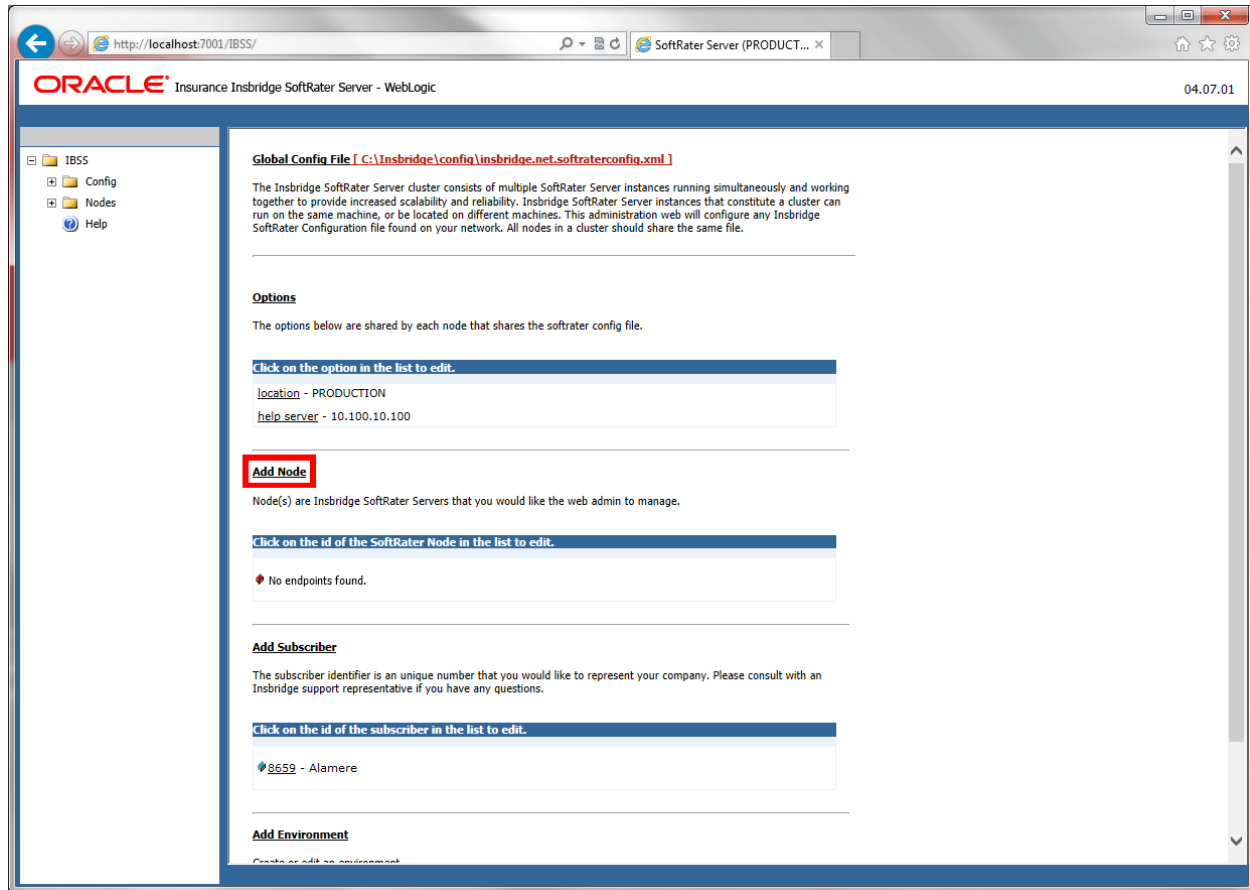 http://localhost:7001/IBSS/
SoftRater Server (PRODUCT...
ORACLE® Insurance Insbridge SoftRater Server - WebLogic
04.07.01
IBSS
Config
Nodes
Help
Global Config File [ C:\Insbridge\config\insbridge.net.softraterconfig.xml ]
The Insbridge SoftRater Server cluster consists of multiple SoftRater Server instances running simultaneously and working
together to provide increased scalability and reliability. Insbridge SoftRater Server instances that constitute a cluster can
run on the same machine, or be located on different machines. This administration web will configure any Insbridge
SoftRater Configuration file found on your network. All nodes in a cluster should share the same file.
Options
The options below are shared by each node that shares the softrater config file.
Click on the option in the list to edit.
location - PRODUCTION
help server - 10.100.10.100
Add Node
Node(s) are Insbridge SoftRater Servers that you would like the web admin to manage.
Click on the id of the SoftRater Node in the list to edit.
No endpoints found.
Add Subscriber
The subscriber identifier is an unique number that you would like to represent your company. Please consult with an
Insbridge support representative if you have any questions.
Click on the id of the subscriber in the list to edit.
8659 - Alamere
Add Environment
Create or edit an environment